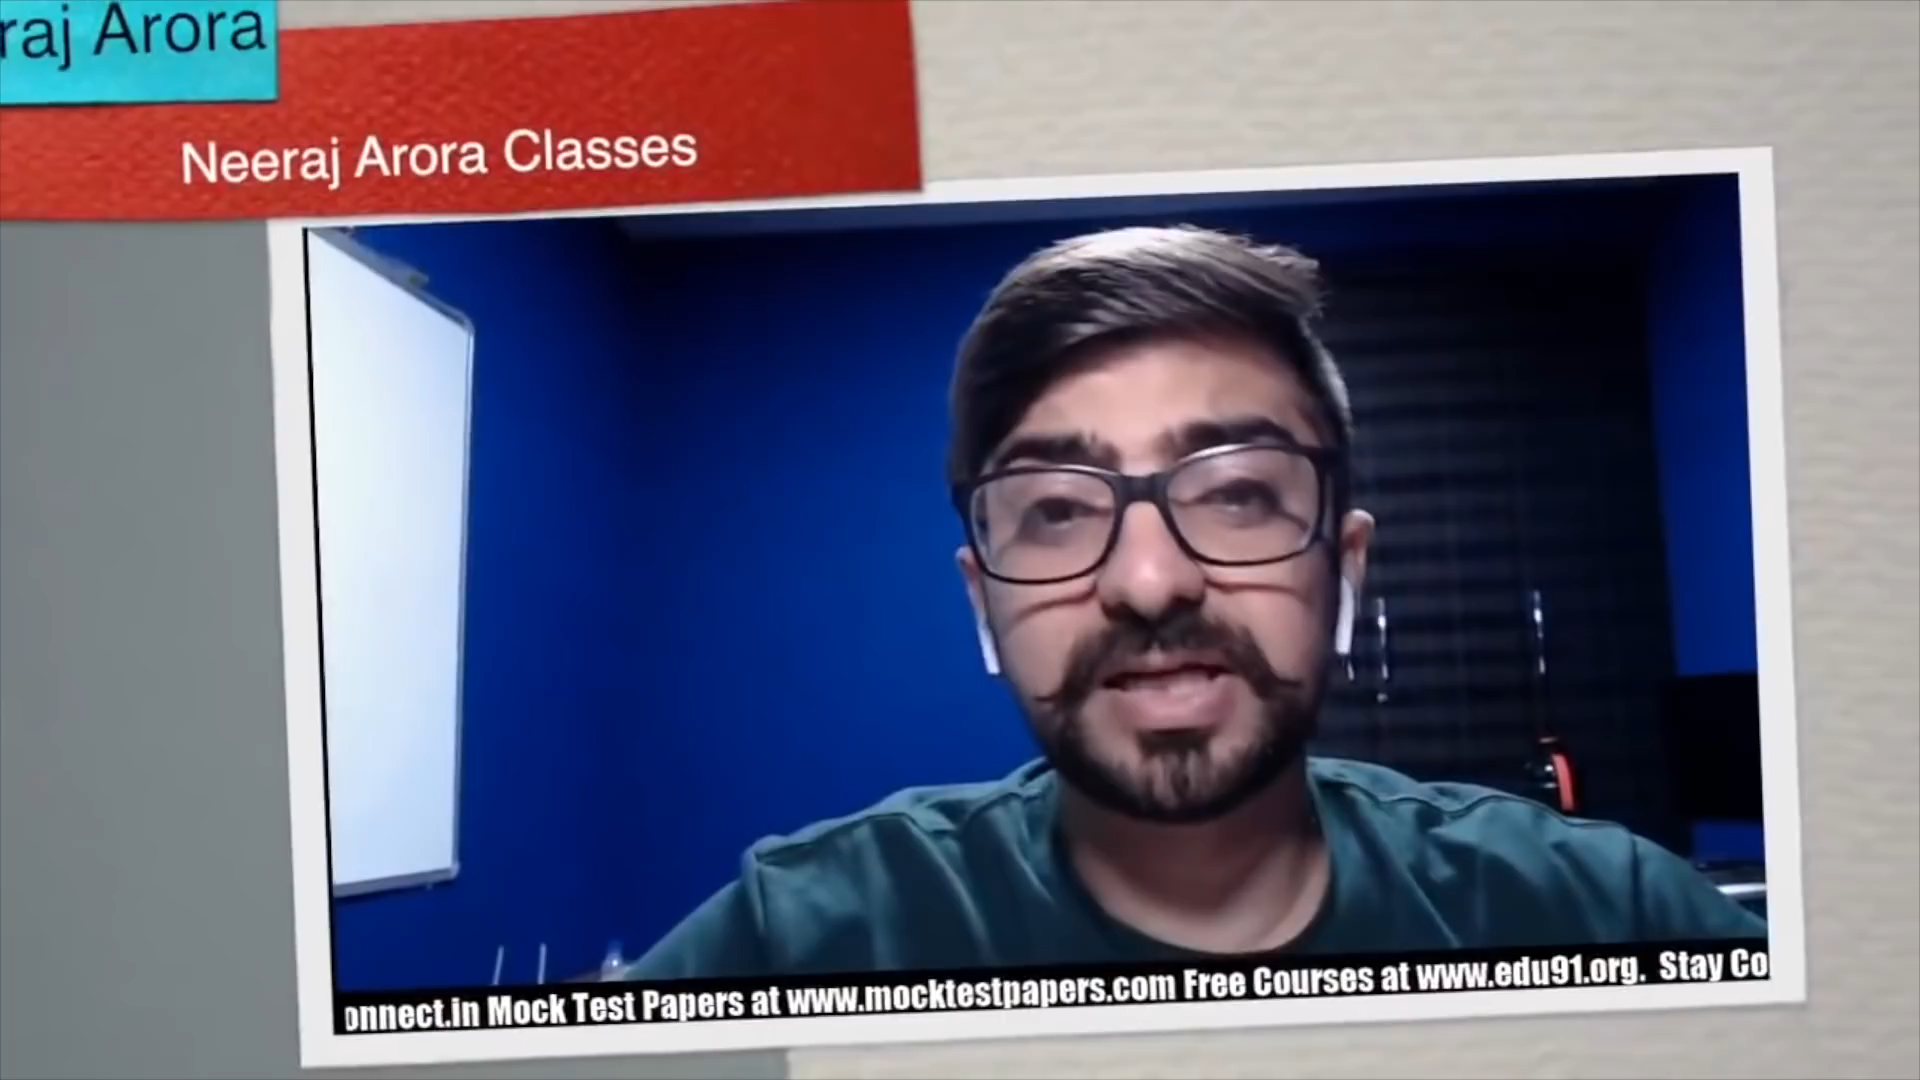 raj Arora
Neeraj Arora Classes
onnect.in Mock Test Papers at www.mocktestpapers.com Free Courses at www.edu91.org. Stay Co